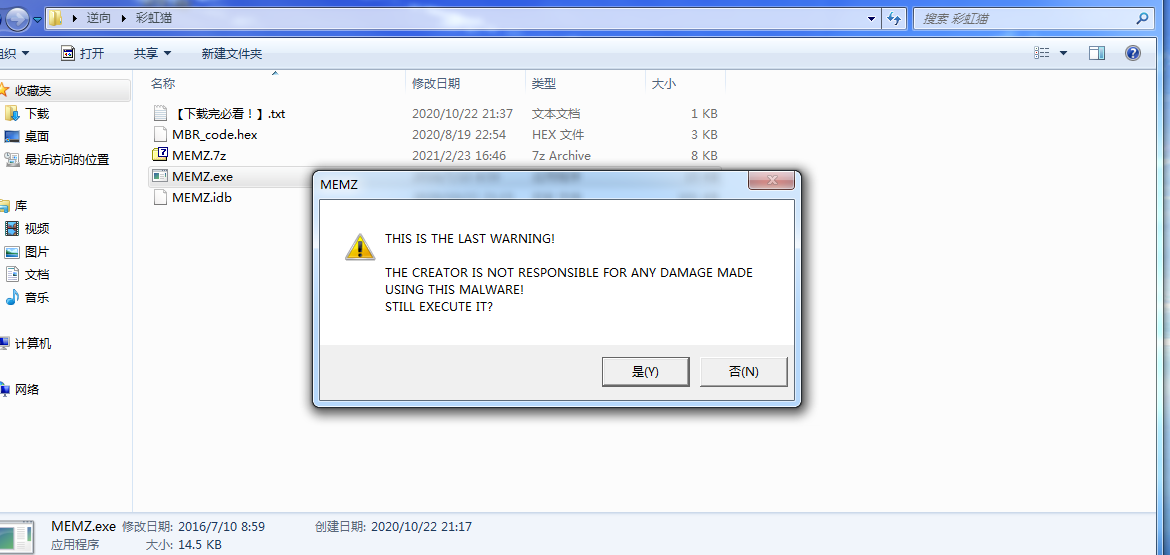 逆向 彩虹猫 搜索 彩虹猫
组织 打开 共享 新建文件夹
名称 修改日期 类型 大小
收藏夹
下载
桌面
最近访问的位置
库
视频
图片
文档
音乐
计算机
网络
【下载完必看！】.txt 2020/10/22 21:37 文本文档 1 KB
MBR_code.hex 2020/8/19 22:54 HEX 文件 3 KB
MEMZ.7z 2021/2/23 16:46 7z Archive 8 KB
MEMZ.exe
MEMZ.idb
MEMZ
THIS IS THE LAST WARNING!
THE CREATOR IS NOT RESPONSIBLE FOR ANY DAMAGE MADE
USING THIS MALWARE!
STILL EXECUTE IT?
是(Y) 否(N)
MEMZ.exe 修改日期: 2016/7/10 8:59 创建日期: 2020/10/22 21:17
应用程序 大小: 14.5 KB